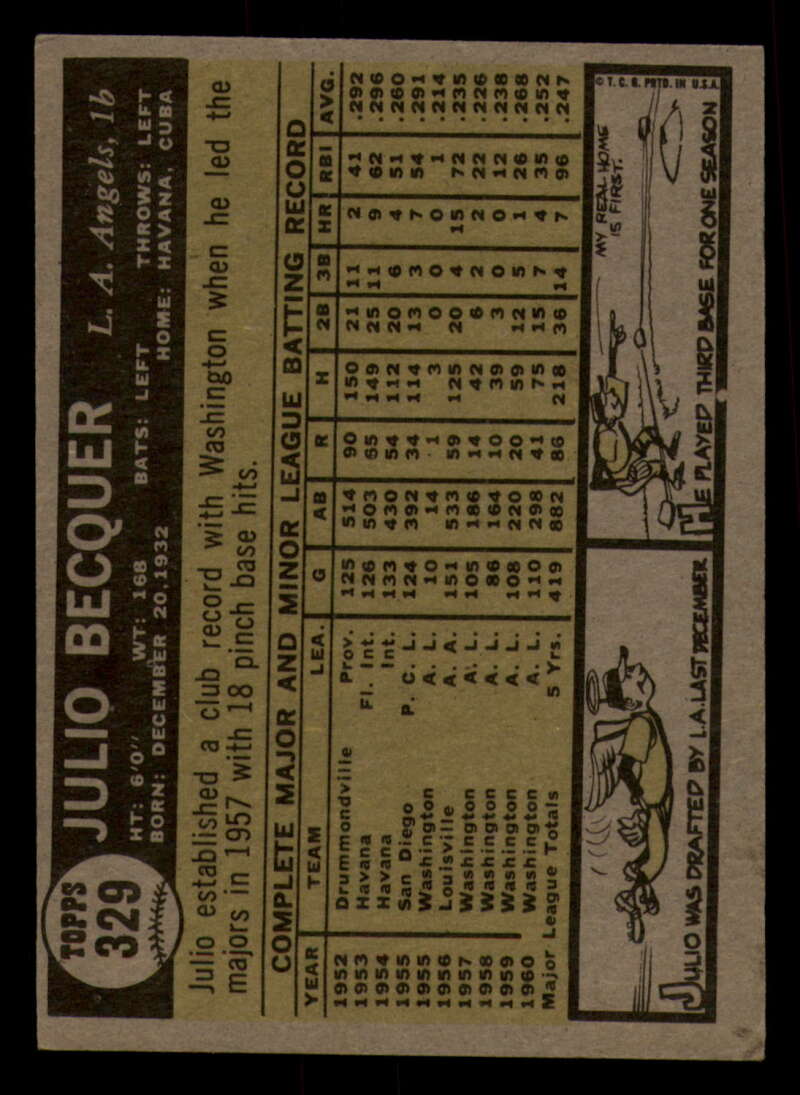 TOPPS
329
JULIO BECQUER L. A. Angels, 1b
HT: 6'0" WT: 168 BATS: LEFT THROWS: LEFT
BORN: DECEMBER 20, 1932 HOME: HAVANA, CUBA
Julio established a club record with Washington when he led the
majors in 1957 with 18 pinch base hits.
COMPLETE MAJOR AND MINOR LEAGUE BATTING RECORD
YEAR TEAM LEA. G AB R H 2B 3B HR RBI AVG.
1952 Drummondville Prov. 125 514 90 150 21 11 2 41 .292
1953 Havana Fl. Int. 126 503 65 149 25 11 9 62 .296
1954 Havana Int. 133 430 54 112 20 6 4 51 .260
1955 San Diego P. C. L. 124 392 34 114 13 3 7 54 .291
1955 Washington A. L. 10 14 1 3 0 0 0 1 .214
1956 Louisville A. A. 151 533 59 125 20 4 15 72 .235
1957 Washington A. L. 105 186 14 42 6 2 2 22 .226
1958 Washington A. L. 86 164 10 39 3 0 0 12 .238
1959 Washington A. L. 108 220 20 59 12 5 1 26 .268
1960 Washington A. L. 110 298 41 75 15 7 4 35 .252
Major League Totals 5 Yrs. 419 882 86 218 36 14 7 96 .247
JULIO WAS DRAFTED BY L.A. LAST DECEMBER
MY REAL HOME
IS FIRST.
HE PLAYED THIRD BASE FOR ONE SEASON
© T. C. G. PRTD. IN U.S.A.